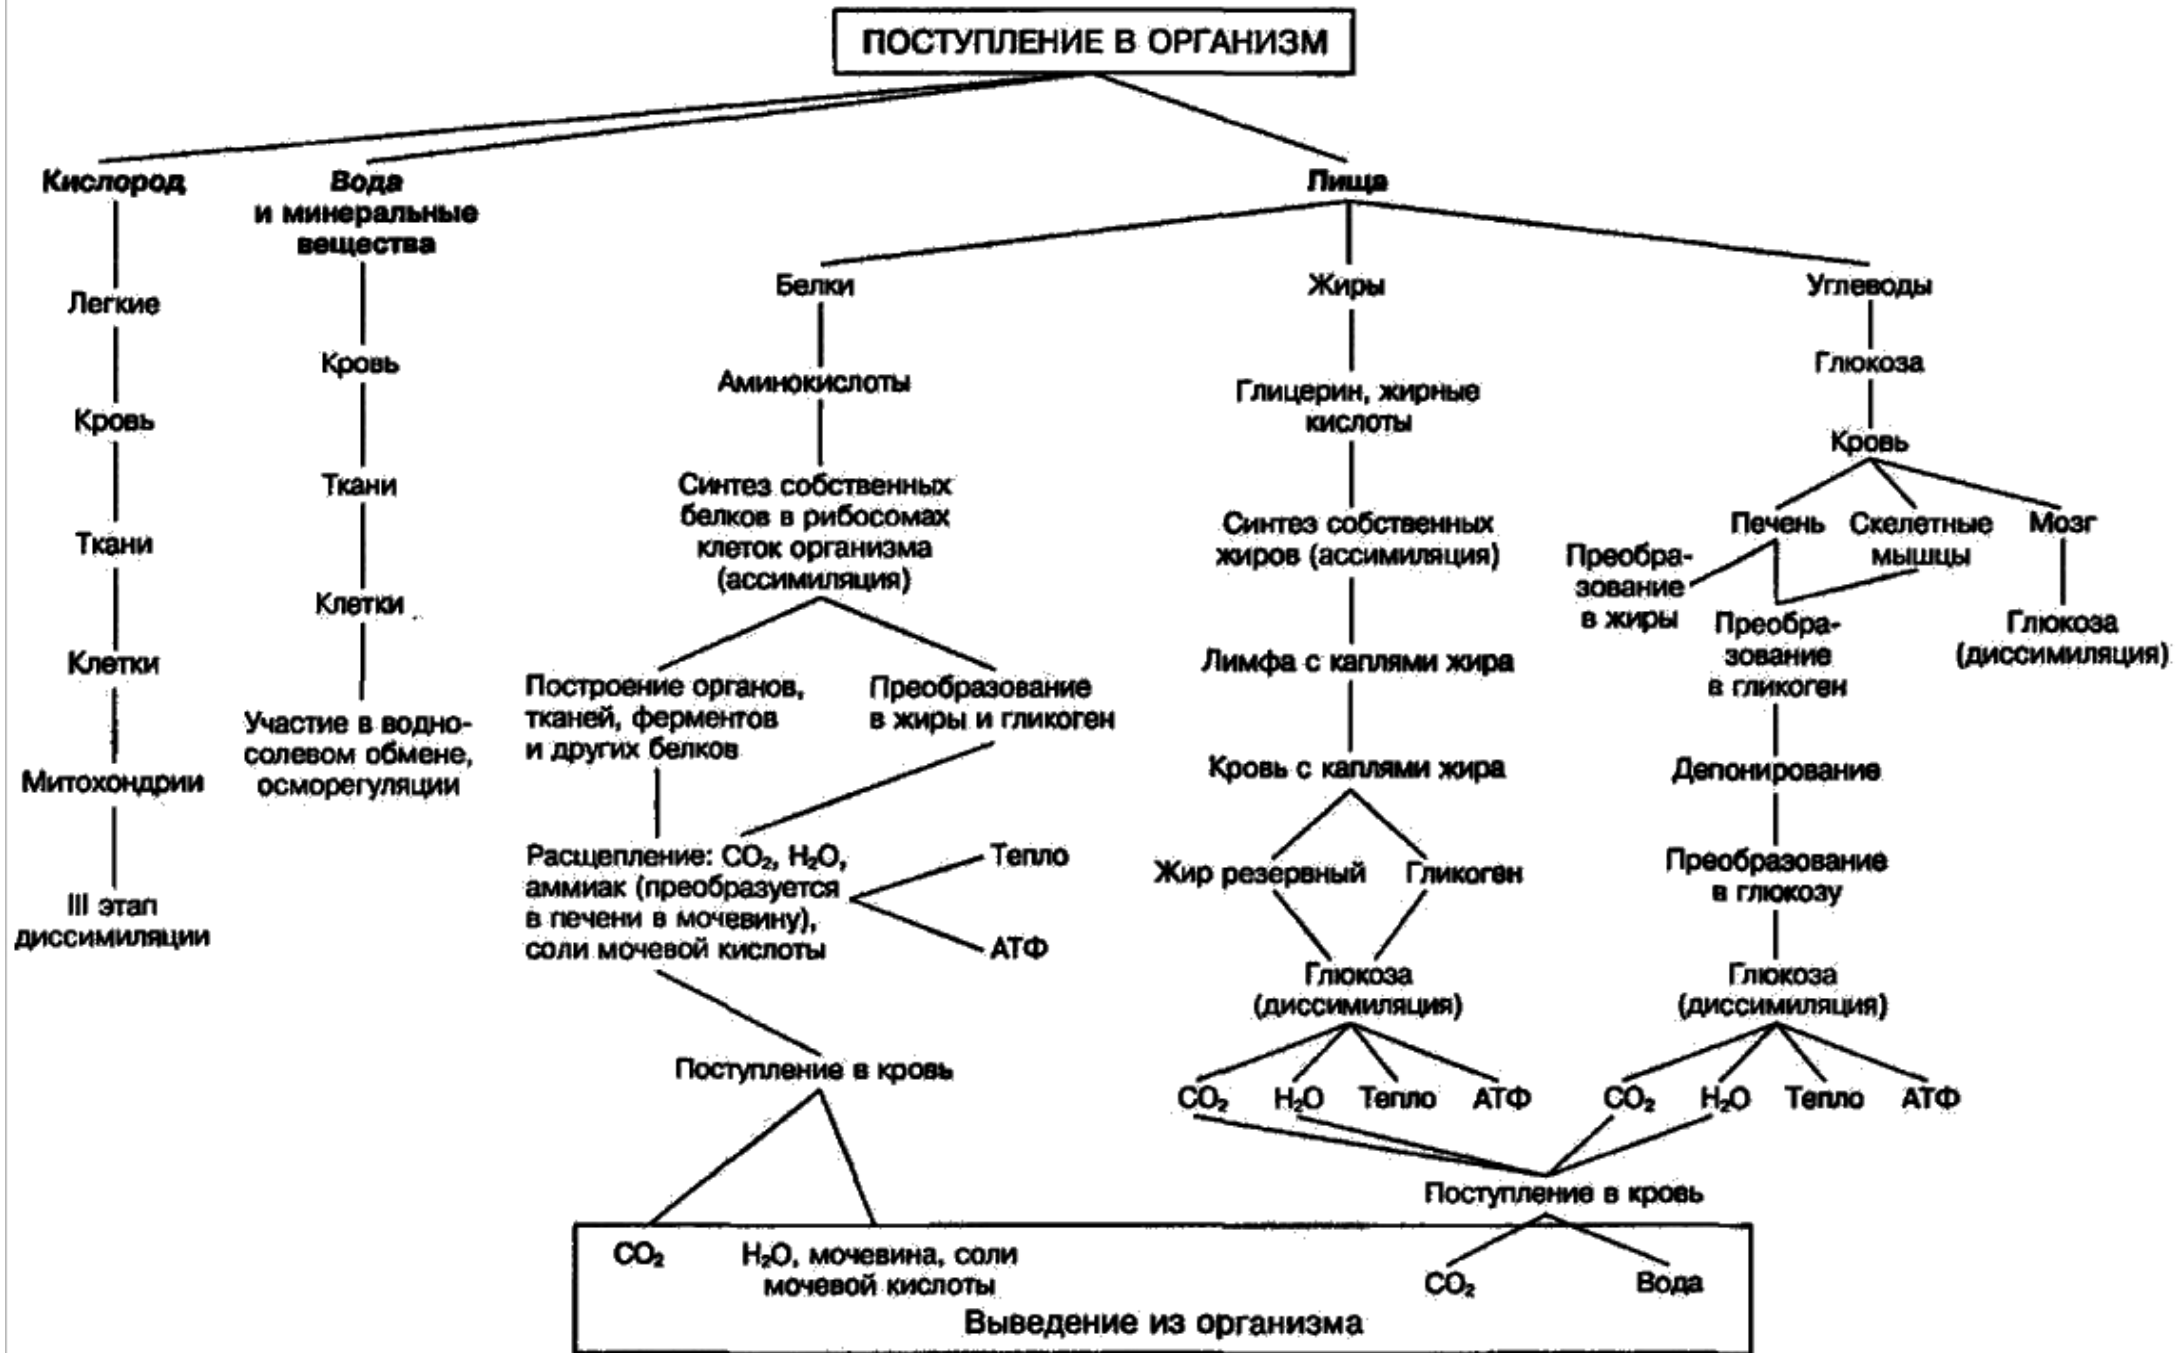 ПОСТУПЛЕНИЕ В ОРГАНИЗМ
Кислород
Легкие
Кровь
Ткани
Клетки
Митохондрии
III этап
диссимиляции
Вода
и минеральные
вещества
Кровь
Ткани
Клетки
Участие в водно-
солевом обмене,
осморегуляции
Пища
Белки
Аминокислоты
Синтез собственных
белков в рибосомах
клеток организма
(ассимиляция)
Построение органов,
тканей, ферментов
и других белков
Преобразование
в жиры и гликоген
Расщепление: CO₂, H₂O,
аммиак (преобразуется
в печени в мочевину),
соли мочевой кислоты
Тепло
АТФ
Поступление в кровь
Жиры
Глицерин, жирные
кислоты
Синтез собственных
жиров (ассимиляция)
Лимфа с каплями жира
Кровь с каплями жира
Жир резервный
Гликоген
Глюкоза
(диссимиляция)
CO₂
H₂O
Тепло
АТФ
Углеводы
Глюкоза
Кровь
Печень
Скелетные
мышцы
Мозг
Преобра-
зование
в жиры
Преобра-
зование
в гликоген
Глюкоза
(диссимиляция)
Депонирование
Преобразование
в глюкозу
Глюкоза
(диссимиляция)
CO₂
H₂O
Тепло
АТФ
Поступление в кровь
CO₂
H₂O, мочевина, соли
мочевой кислоты
CO₂
Вода
Выведение из организма